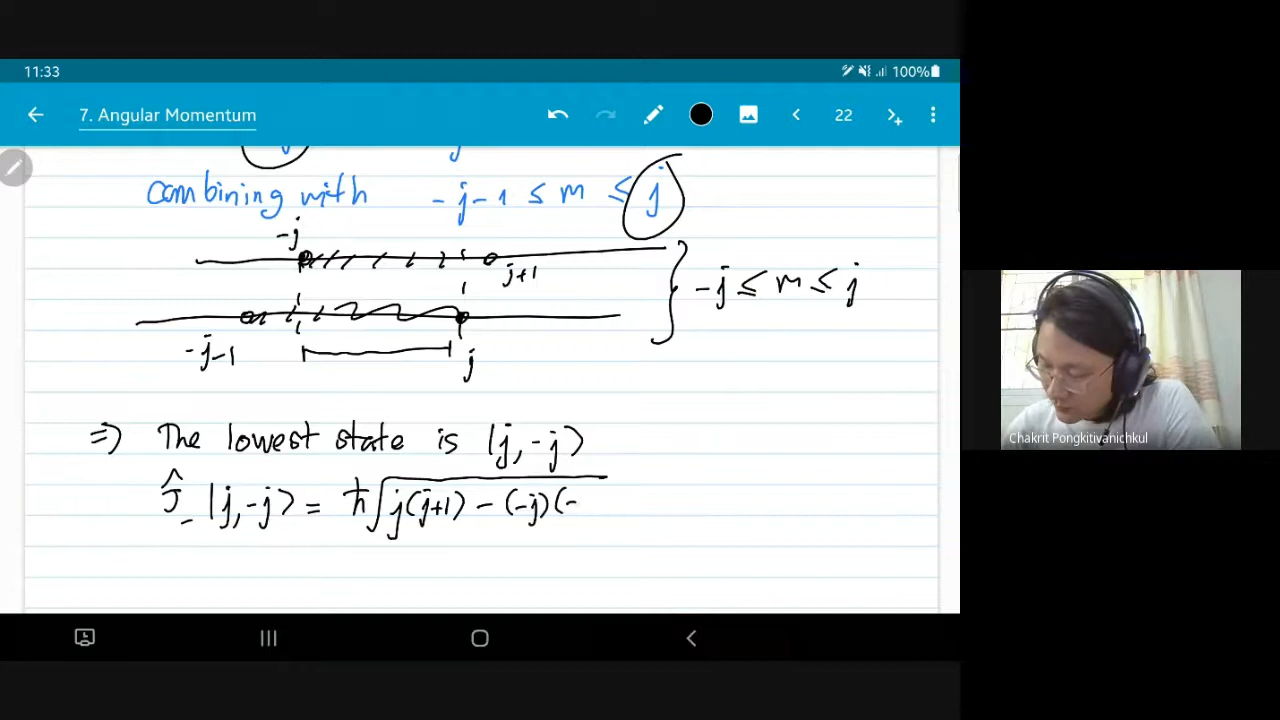 11:33
100%
7. Angular Momentum
22
combining with -j-1 ≤ m ≤ j
-j
j+1
-j ≤ m ≤ j
-j-1
j
⇒ The lowest state is |j, -j⟩
Ĵ_- |j, -j⟩ = ħ√j(j+1) - (-j)(-
Chakrit Pongkitivanichkul